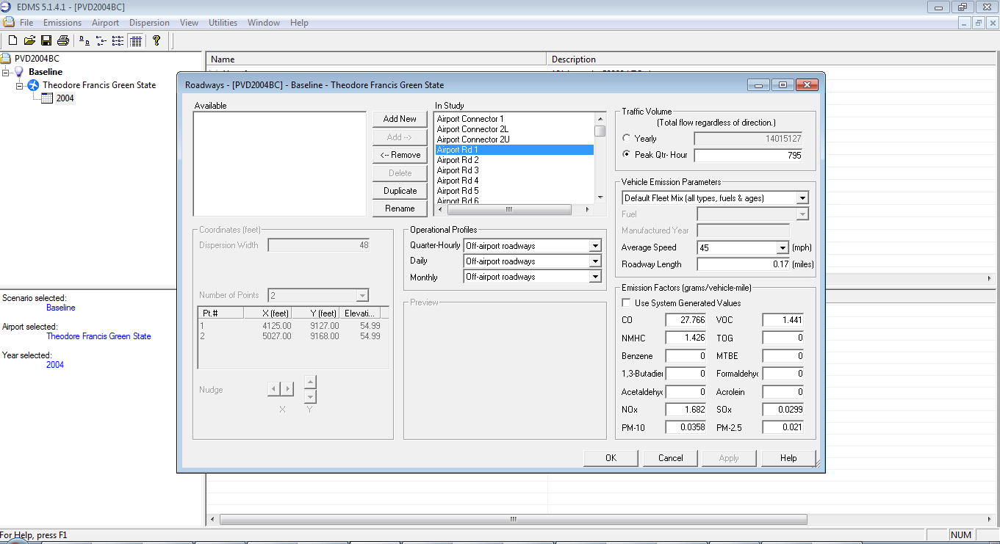 EDMS 5.1.4.1 - [PVD2004BC]
File Emissions Airport Dispersion View Utilities Window Help
PVD2004BC
Baseline
Theodore Francis Green State
2004
Name Description
Roadways - [PVD2004BC] - Baseline - Theodore Francis Green State
Available
Add New
Add -->
<-- Remove
Delete
Duplicate
Rename
In Study
Airport Connector 1
Airport Connector 2L
Airport Connector 2U
Airport Rd 1
Airport Rd 2
Airport Rd 3
Airport Rd 4
Airport Rd 5
Airport Rd 6
Traffic Volume
(Total flow regardless of direction.)
Yearly 14015127
Peak Qtr- Hour 795
Vehicle Emission Parameters
Default Fleet Mix (all types, fuels & ages)
Fuel
Manufactured Year
Average Speed 45 (mph)
Roadway Length 0.17 (miles)
Coordinates (feet)
Dispersion Width 48
Number of Points 2
Pt.# X (feet) Y (feet) Elevati...
1 4125.00 9127.00 54.99
2 5027.00 9168.00 54.99
Nudge
X Y
Operational Profiles
Quarter-Hourly Off-airport roadways
Daily Off-airport roadways
Monthly Off-airport roadways
Preview
Emission Factors (grams/vehicle-mile)
Use System Generated Values
CO 27.766 VOC 1.441
NMHC 1.426 TOG 0
Benzene 0 MTBE 0
1,3-Butadier 0 Formaldehyd 0
Acetaldehyd 0 Acrolein 0
NOx 1.682 SOx 0.0299
PM-10 0.0358 PM-2.5 0.021
OK Cancel Apply Help
Scenario selected:
Baseline
Airport selected:
Theodore Francis Green State
Year selected:
2004
For Help, press F1 NUM